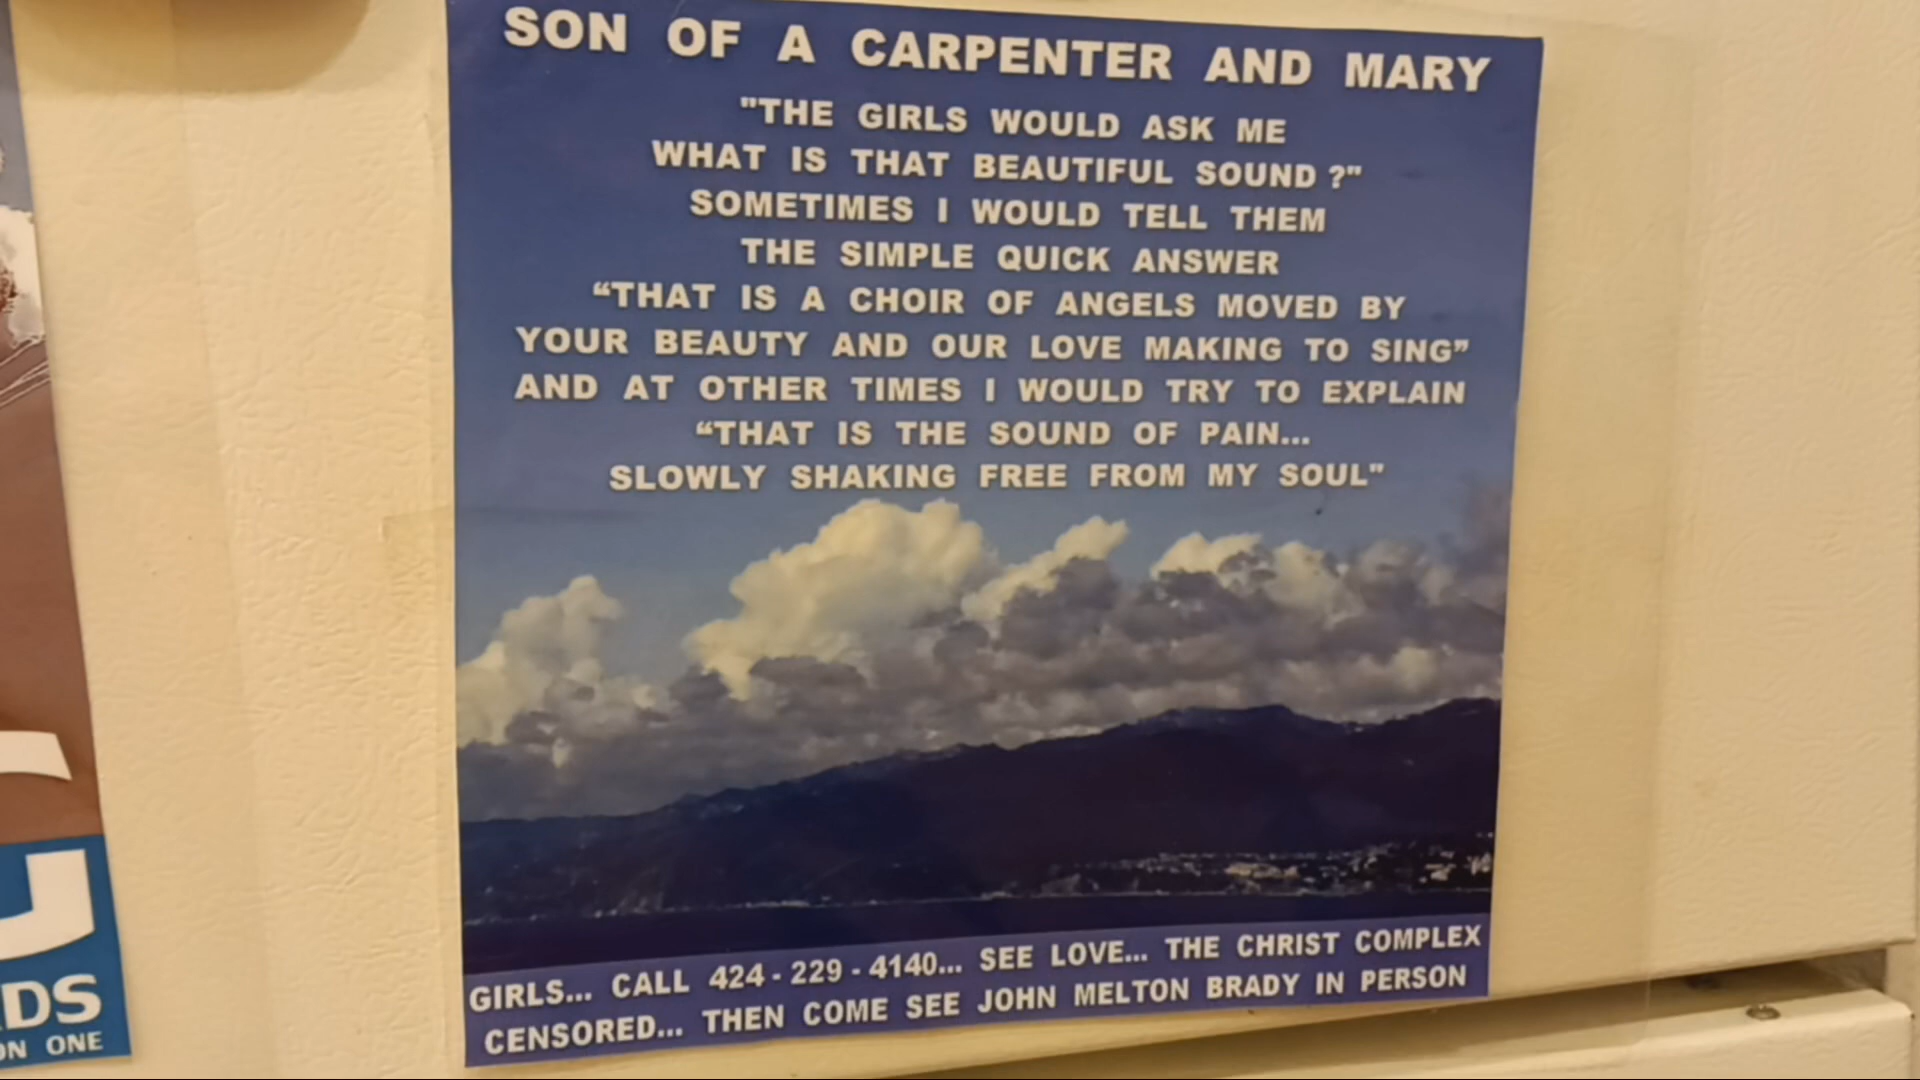 SON OF A CARPENTER AND MARY
"THE GIRLS WOULD ASK ME
WHAT IS THAT BEAUTIFUL SOUND ?"
SOMETIMES I WOULD TELL THEM
THE SIMPLE QUICK ANSWER
“THAT IS A CHOIR OF ANGELS MOVED BY
YOUR BEAUTY AND OUR LOVE MAKING TO SING”
AND AT OTHER TIMES I WOULD TRY TO EXPLAIN
“THAT IS THE SOUND OF PAIN...
SLOWLY SHAKING FREE FROM MY SOUL"
GIRLS... CALL 424 - 229 - 4140... SEE LOVE... THE CHRIST COMPLEX
CENSORED... THEN COME SEE JOHN MELTON BRADY IN PERSON
ONE